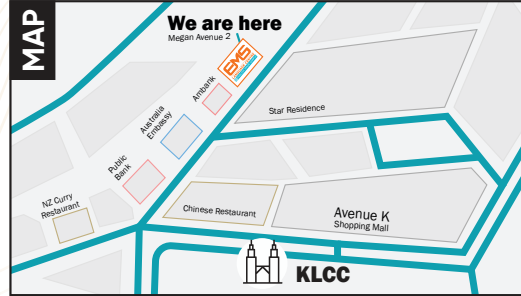 MAP
We are here
Megan Avenue 2
EMS
Ambank
Star Residence
Australia
Embassy
Public
Bank
NZ Curry
Restaurant
Chinese Restaurant
Avenue K
Shopping Mall
KLCC